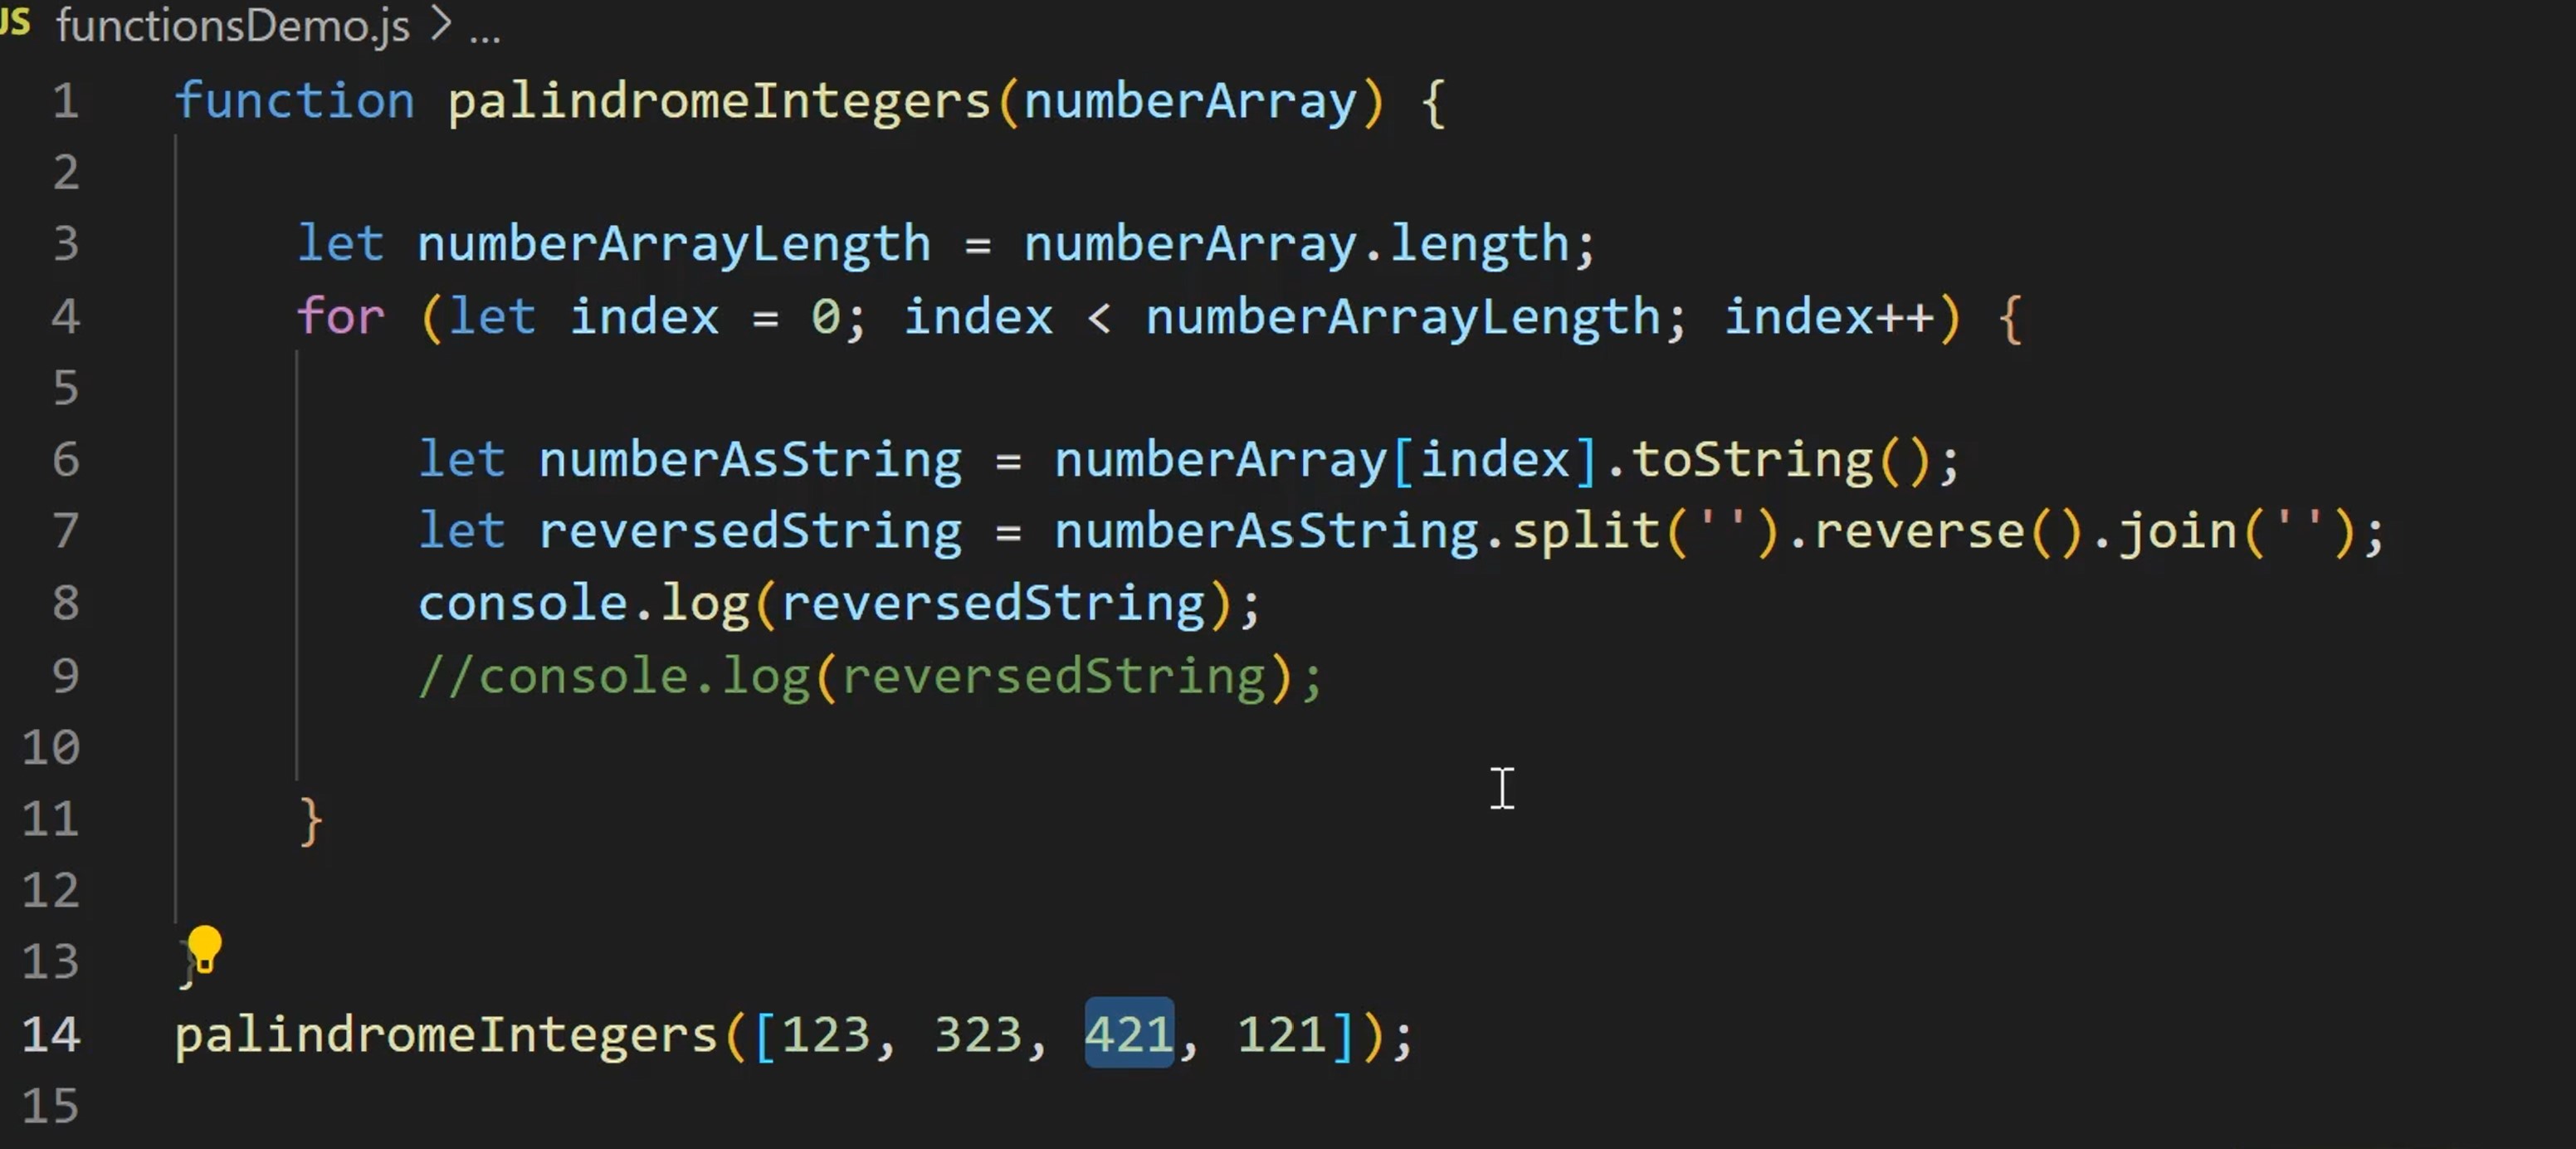 JS functionsDemo.js > ...
1 function palindromeIntegers(numberArray) {
2
3 let numberArrayLength = numberArray.length;
4 for (let index = 0; index < numberArrayLength; index++) {
5
6 let numberAsString = numberArray[index].toString();
7 let reversedString = numberAsString.split('').reverse().join('');
8 console.log(reversedString);
9 //console.log(reversedString);
10
11 }
12
13 }
14 palindromeIntegers([123, 323, 421, 121]);
15